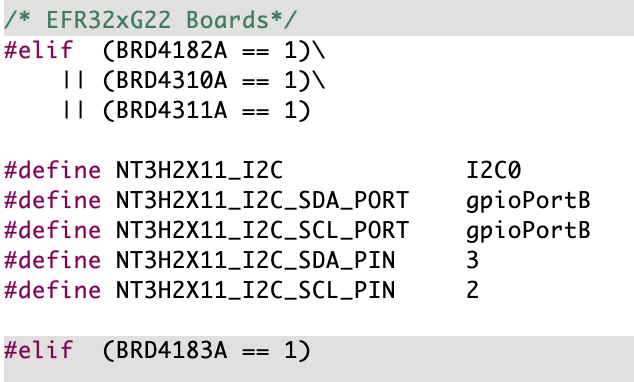 /* EFR32xG22 Boards*/
#elif  (BRD4182A == 1)\
    || (BRD4310A == 1)\
    || (BRD4311A == 1)
#define NT3H2X11_I2C             I2C0
#define NT3H2X11_I2C_SDA_PORT    gpioPortB
#define NT3H2X11_I2C_SCL_PORT    gpioPortB
#define NT3H2X11_I2C_SDA_PIN     3
#define NT3H2X11_I2C_SCL_PIN     2
#elif  (BRD4183A == 1)